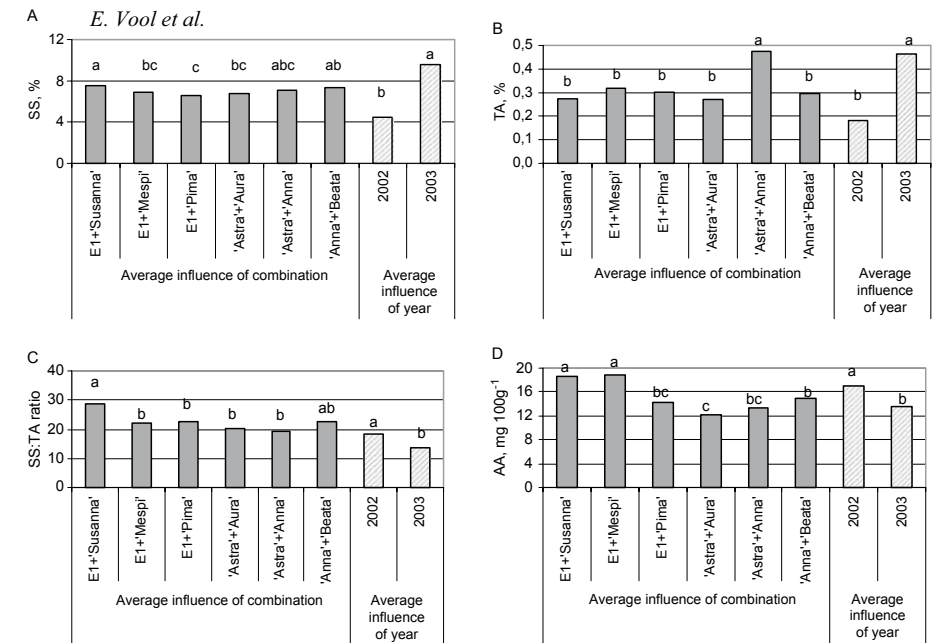 E. Vool et al.
A
SS, %
12
8
4
0
a bc c bc abc ab b a
E1+'Susanna'
E1+'Mespi'
E1+'Pima'
'Astra'+'Aura'
'Astra'+'Anna'
'Anna'+'Beata'
2002
2003
Average influence of combination
Average
influence
of year
B
TA, %
0,5
0,4
0,3
0,2
0,1
0,0
b b b b a b b a
E1+'Susanna'
E1+'Mespi'
E1+'Pima'
'Astra'+'Aura'
'Astra'+'Anna'
'Anna'+'Beata'
2002
2003
Average influence of combination
Average
influence
of year
C
SS:TA ratio
40
30
20
10
0
a b b b b ab a b
E1+'Susanna'
E1+'Mespi'
E1+'Pima'
'Astra'+'Aura'
'Astra'+'Anna'
'Anna'+'Beata'
2002
2003
Average influence of combination
Average
influence
of year
D
AA, mg 100g-1
20
16
12
8
4
0
a a bc c bc b a b
E1+'Susanna'
E1+'Mespi'
E1+'Pima'
'Astra'+'Aura'
'Astra'+'Anna'
'Anna'+'Beata'
2002
2003
Average influence of combination
Average
influence
of year